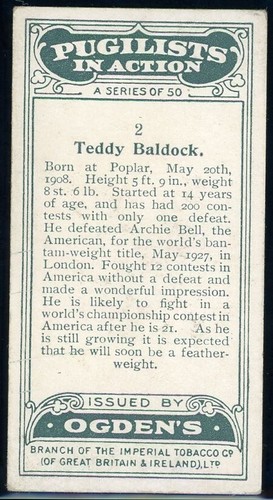 PUGILISTS
IN ACTION
A SERIES OF 50
2
Teddy Baldock.
Born at Poplar, May 20th,
1908. Height 5 ft. 9 in., weight
8 st. 6 lb. Started at 14 years
of age, and has had 200 con-
tests with only one defeat.
He defeated Archie Bell, the
American, for the world's ban-
tam-weight title, May 1927, in
London. Fought 12 contests in
America without a defeat and
made a wonderful impression.
He is likely to fight in a
world's championship contest in
America after he is 21. As he
is still growing it is expected
that he will soon be a feather-
weight.
ISSUED BY
· OGDEN'S ·
BRANCH OF THE IMPERIAL TOBACCO Co
(OF GREAT BRITAIN & IRELAND), LTD